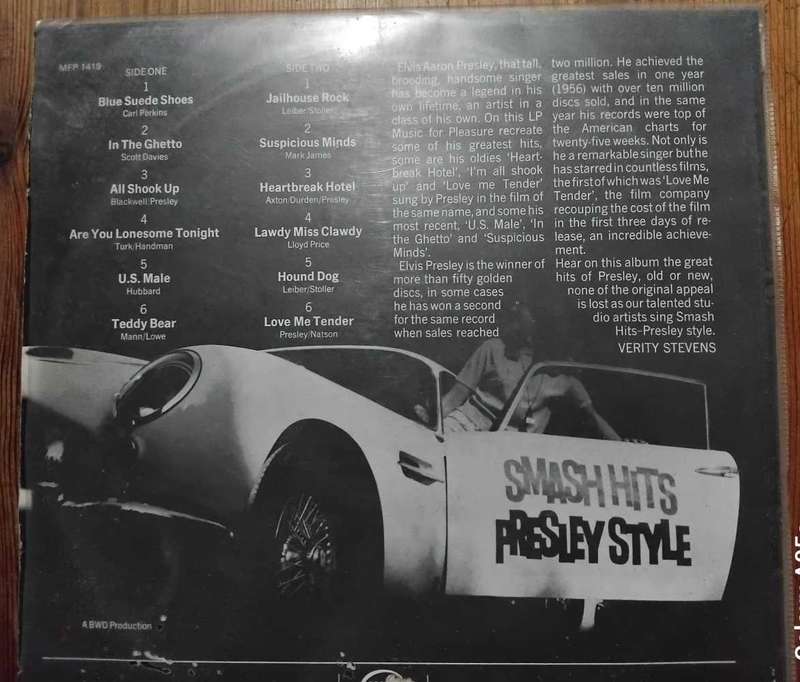 MFP 1419
SIDE ONE
1
Blue Suede Shoes
Carl Perkins
2
In The Ghetto
Scott Davies
3
All Shook Up
Blackwell/Presley
4
Are You Lonesome Tonight
Turk/Handman
5
U.S. Male
Hubbard
6
Teddy Bear
Mann/Lowe
SIDE TWO
1
Jailhouse Rock
Leiber/Stoller
2
Suspicious Minds
Mark James
3
Heartbreak Hotel
Axton/Durden/Presley
4
Lawdy Miss Clawdy
Lloyd Price
5
Hound Dog
Leiber/Stoller
6
Love Me Tender
Presley/Natson
Elvis Aaron Presley, that tall,
brooding, handsome singer
has become a legend in his
own lifetime, an artist in a
class of his own. On this LP
Music for Pleasure recreate
some of his greatest hits,
some are his oldies 'Heart-
break Hotel', 'I'm all shook
up' and 'Love me Tender'
sung by Presley in the film of
the same name, and some his
most recent, 'U.S. Male', 'In
the Ghetto' and 'Suspicious
Minds'.
Elvis Presley is the winner of
more than fifty golden
discs, in some cases
he has won a second
for the same record
when sales reached
two million. He achieved the
greatest sales in one year
(1956) with over ten million
discs sold, and in the same
year his records were top of
the American charts for
twenty-five weeks. Not only is
he a remarkable singer but he
has starred in countless films,
the first of which was 'Love Me
Tender', the film company
recouping the cost of the film
in the first three days of re-
lease, an incredible achieve-
ment.
Hear on this album the great
hits of Presley, old or new,
none of the original appeal
is lost as our talented stu-
dio artists sing Smash
Hits-Presley style.
VERITY STEVENS
SMASH HITS
PRESLEY STYLE
A BWD Production